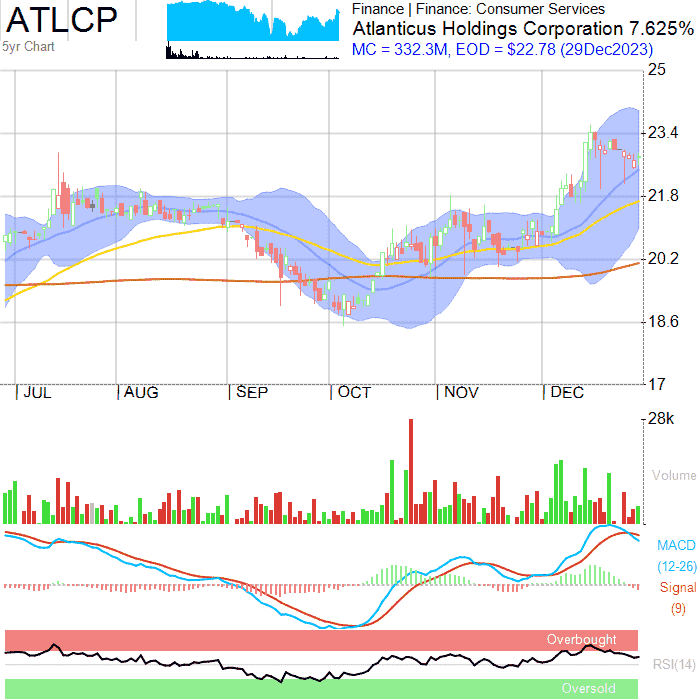 ATLCP
5yr Chart
Finance | Finance: Consumer Services
Atlanticus Holdings Corporation 7.625%
MC = 332.3M, EOD = $22.78 (29Dec2023)
25
23.4
21.8
20.2
18.6
17
JUL AUG SEP OCT NOV DEC
28k
Volume
MACD
(12-26)
Signal
(9)
Overbought
RSI(14)
Oversold